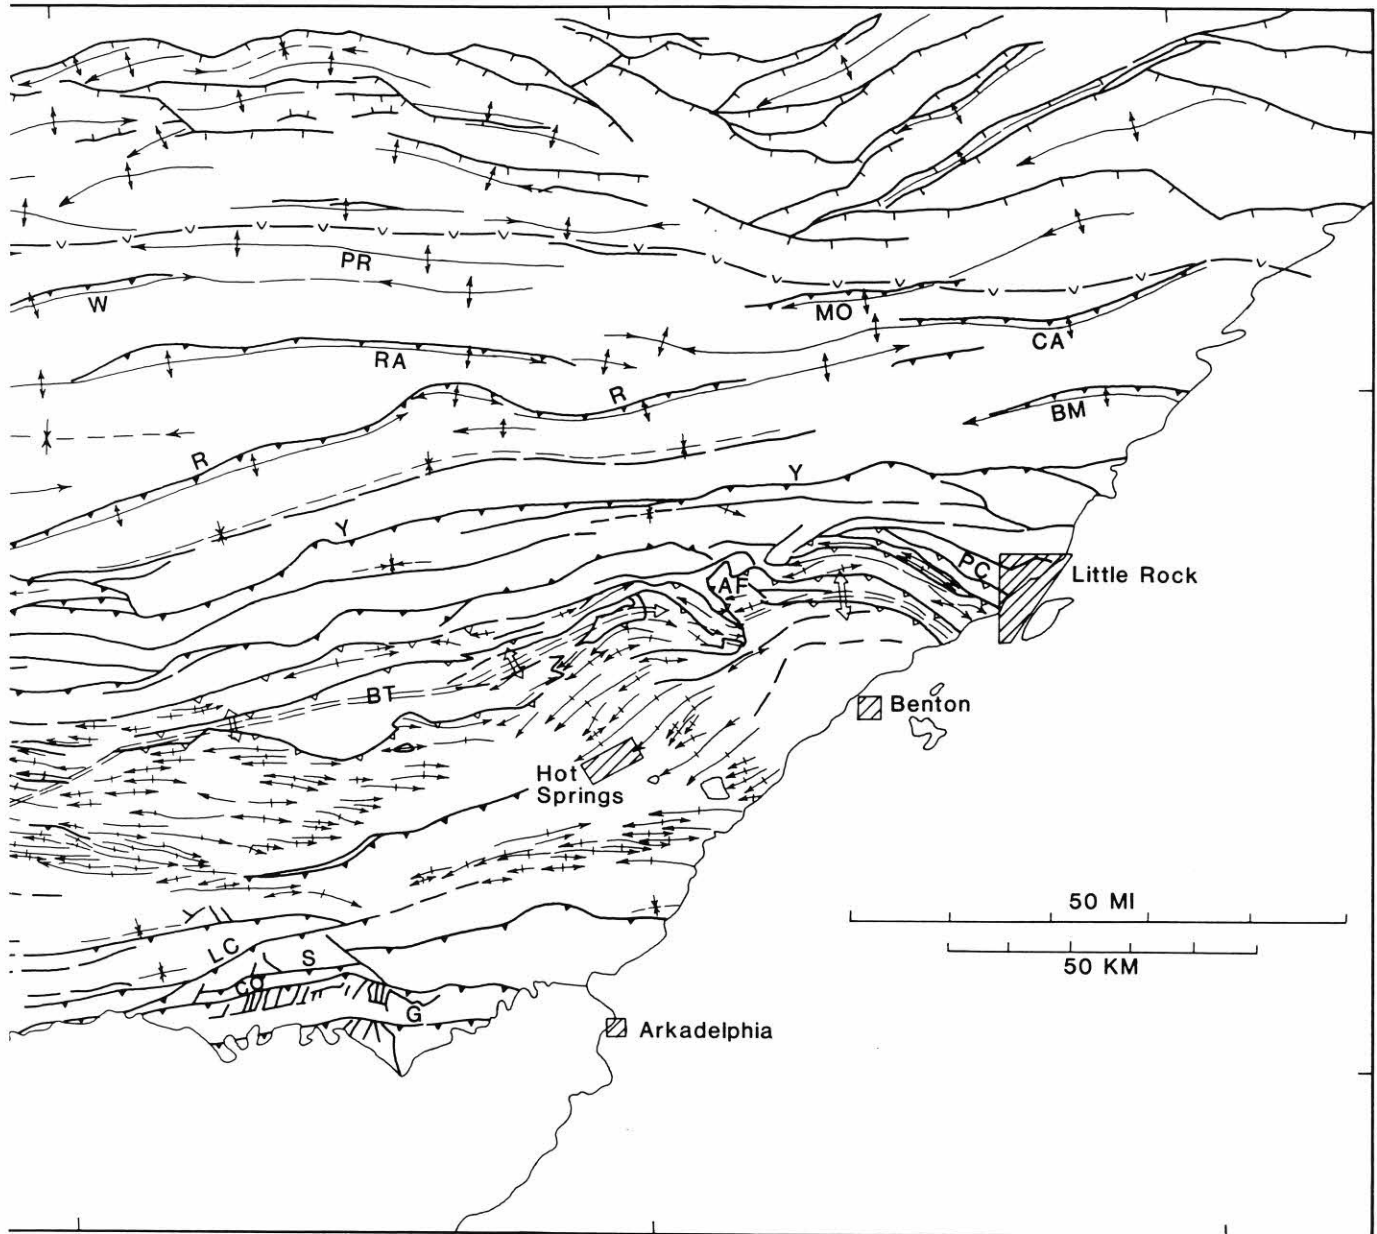 PR
W
MO
CA
RA
R
BM
R
Y
Y
PC
Little Rock
AF
BT
Benton
Hot
Springs
50 MI
LC
S
50 KM
CO
G
Arkadelphia